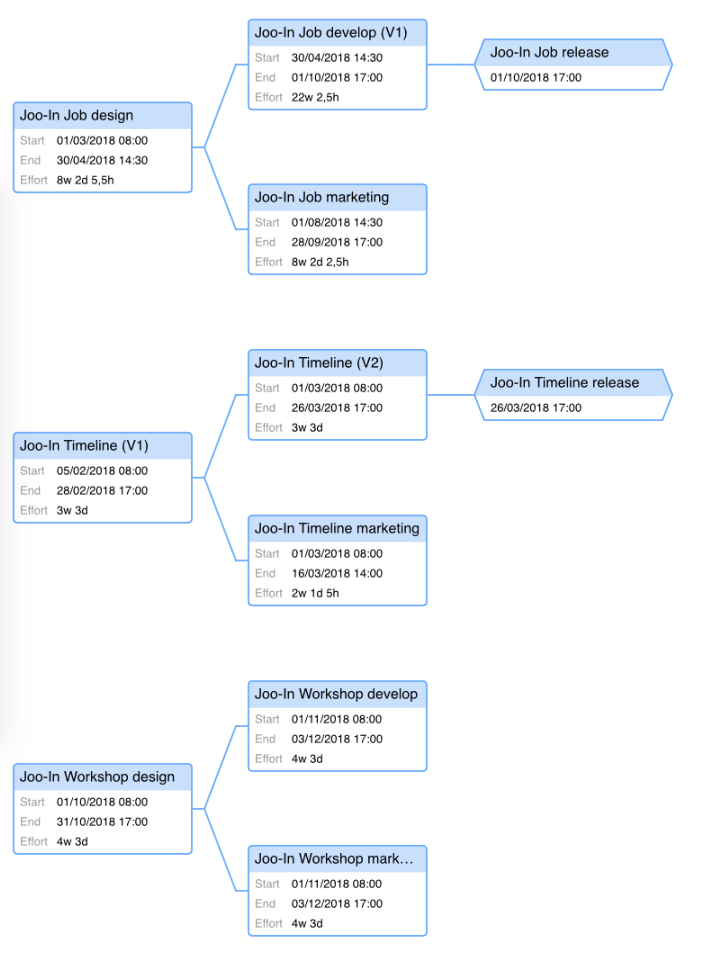 Joo-In Job develop (V1)
Start 30/04/2018 14:30
End 01/10/2018 17:00
Effort 22w 2,5h
Joo-In Job release
01/10/2018 17:00
Joo-In Job design
Start 01/03/2018 08:00
End 30/04/2018 14:30
Effort 8w 2d 5,5h
Joo-In Job marketing
Start 01/08/2018 14:30
End 28/09/2018 17:00
Effort 8w 2d 2,5h
Joo-In Timeline (V2)
Start 01/03/2018 08:00
End 26/03/2018 17:00
Effort 3w 3d
Joo-In Timeline release
26/03/2018 17:00
Joo-In Timeline (V1)
Start 05/02/2018 08:00
End 28/02/2018 17:00
Effort 3w 3d
Joo-In Timeline marketing
Start 01/03/2018 08:00
End 16/03/2018 14:00
Effort 2w 1d 5h
Joo-In Workshop develop
Start 01/11/2018 08:00
End 03/12/2018 17:00
Effort 4w 3d
Joo-In Workshop design
Start 01/10/2018 08:00
End 31/10/2018 17:00
Effort 4w 3d
Joo-In Workshop mark…
Start 01/11/2018 08:00
End 03/12/2018 17:00
Effort 4w 3d